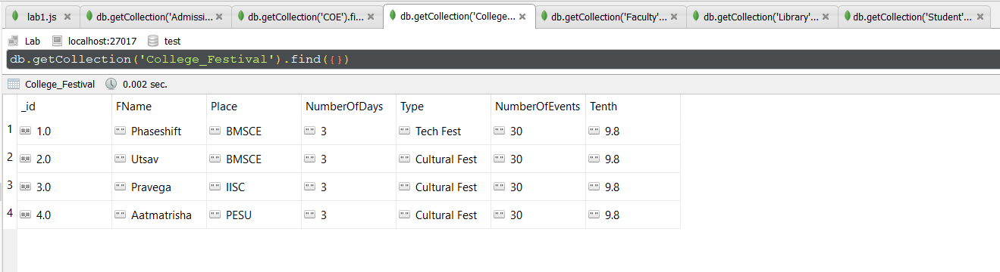 lab1.js db.getCollection('Admissi... db.getCollection('COE').fi... db.getCollection('College... db.getCollection('Faculty'... db.getCollection('Library'... db.getCollection('Student'...
Lab localhost:27017 test
db.getCollection('College_Festival').find({})
College_Festival 0.002 sec.
_id FName Place NumberOfDays Type NumberOfEvents Tenth
1 ## 1.0 "" Phaseshift "" BMSCE "" 3 "" Tech Fest "" 30 "" 9.8
2 ## 2.0 "" Utsav "" BMSCE "" 3 "" Cultural Fest "" 30 "" 9.8
3 ## 3.0 "" Pravega "" IISC "" 3 "" Cultural Fest "" 30 "" 9.8
4 ## 4.0 "" Aatmatrisha "" PESU "" 3 "" Cultural Fest "" 30 "" 9.8